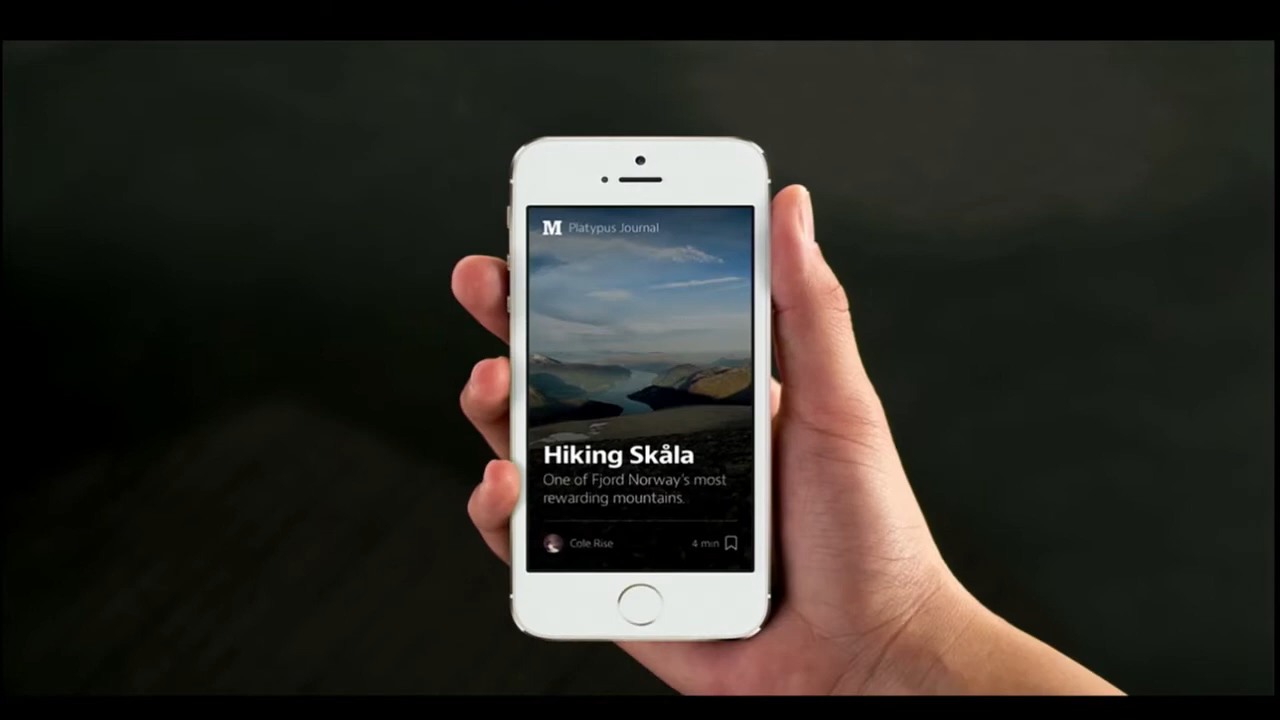 M Platypus Journal
Hiking Skåla
One of Fjord Norway's most
rewarding mountains.
Cole Rise 4 min